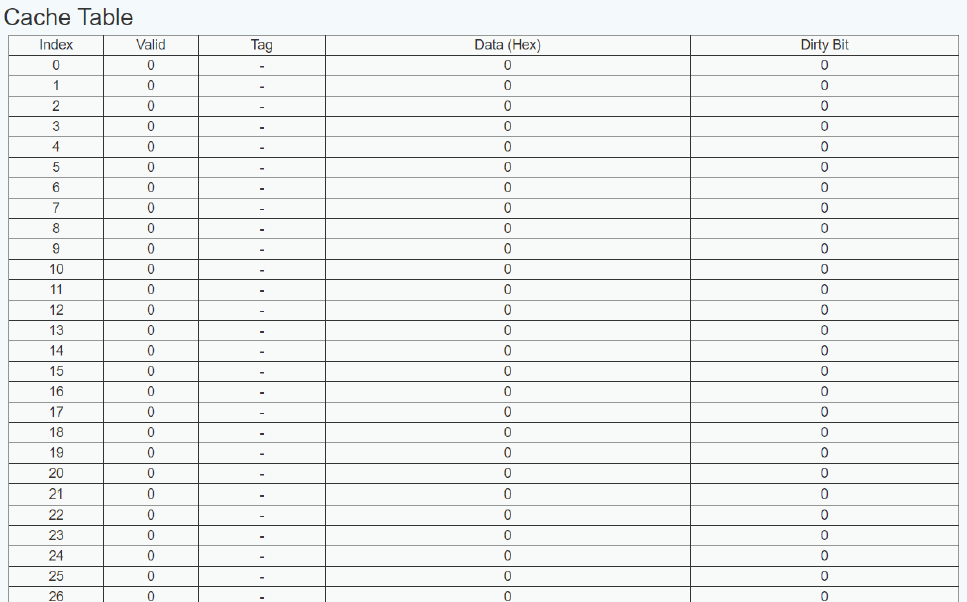 Cache Table
Index Valid Tag Data (Hex) Dirty Bit
0 0 - 0 0
1 0 - 0 0
2 0 - 0 0
3 0 - 0 0
4 0 - 0 0
5 0 - 0 0
6 0 - 0 0
7 0 - 0 0
8 0 - 0 0
9 0 - 0 0
10 0 - 0 0
11 0 - 0 0
12 0 - 0 0
13 0 - 0 0
14 0 - 0 0
15 0 - 0 0
16 0 - 0 0
17 0 - 0 0
18 0 - 0 0
19 0 - 0 0
20 0 - 0 0
21 0 - 0 0
22 0 - 0 0
23 0 - 0 0
24 0 - 0 0
25 0 - 0 0
26 0 - 0 0